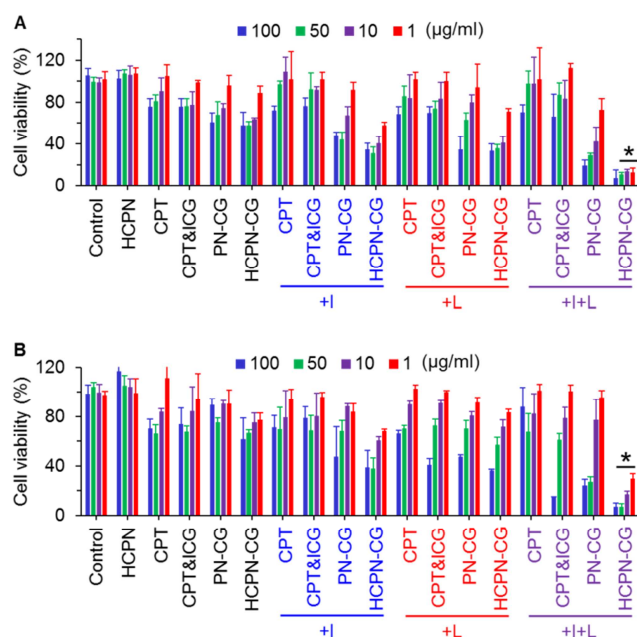 A
100 50 10 1 (µg/ml)
Cell viability (%)
120
80
40
0
*
Control HCPN CPT CPT&ICG PN-CG HCPN-CG CPT CPT&ICG PN-CG HCPN-CG CPT CPT&ICG PN-CG HCPN-CG CPT CPT&ICG PN-CG HCPN-CG
+I +L +I+L
B
100 50 10 1 (µg/ml)
Cell viability (%)
120
80
40
0
*
Control HCPN CPT CPT&ICG PN-CG HCPN-CG CPT CPT&ICG PN-CG HCPN-CG CPT CPT&ICG PN-CG HCPN-CG CPT CPT&ICG PN-CG HCPN-CG
+I +L +I+L